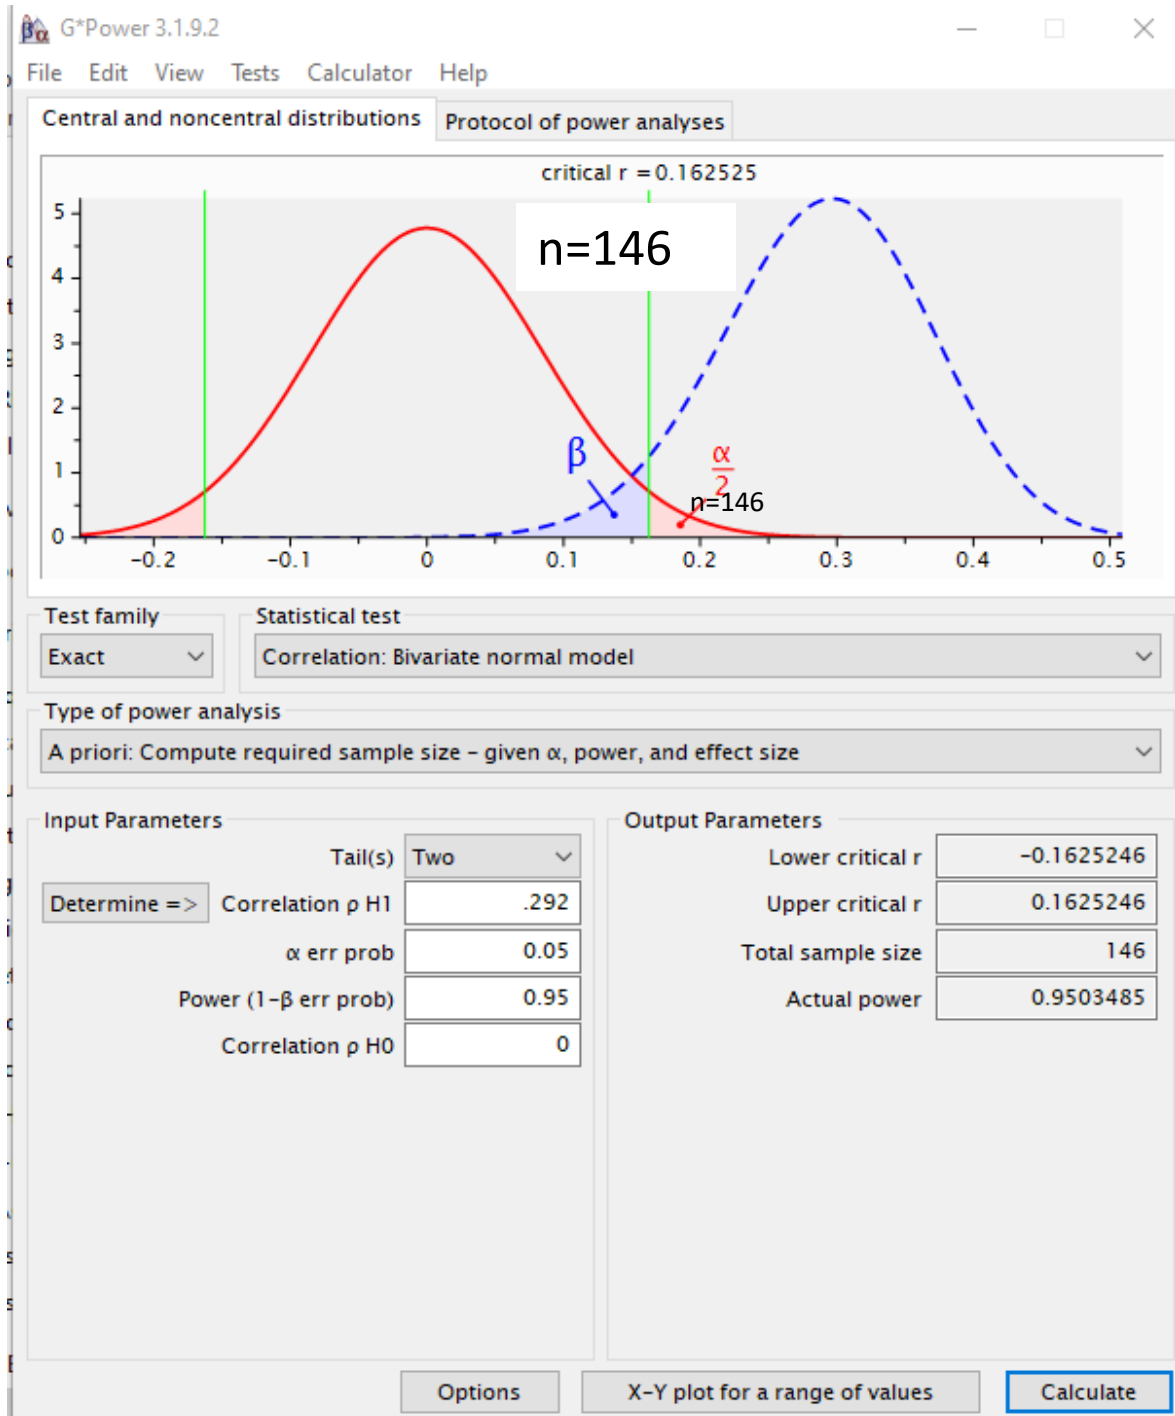 G*Power 3.1.9.2
File Edit View Tests Calculator Help
Central and noncentral distributions Protocol of power analyses
critical r = 0.162525
n=146
5
4
3
2
1
0
β
α
2
n=146
-0.2 -0.1 0 0.1 0.2 0.3 0.4 0.5
Test family Statistical test
Exact Correlation: Bivariate normal model
Type of power analysis
A priori: Compute required sample size - given α, power, and effect size
Input Parameters Output Parameters
Tail(s) Two Lower critical r -0.1625246
Determine => Correlation ρ H1 .292 Upper critical r 0.1625246
α err prob 0.05 Total sample size 146
Power (1-β err prob) 0.95 Actual power 0.9503485
Correlation ρ H0 0
Options X-Y plot for a range of values Calculate